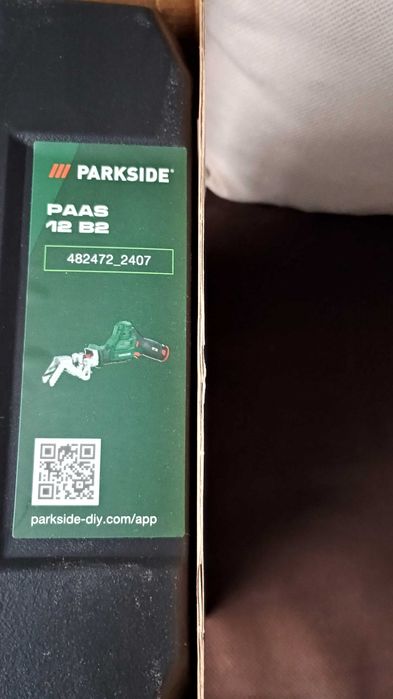 PARKSIDE®
PAAS
12 B2
482472_2407
parkside-diy.com/app